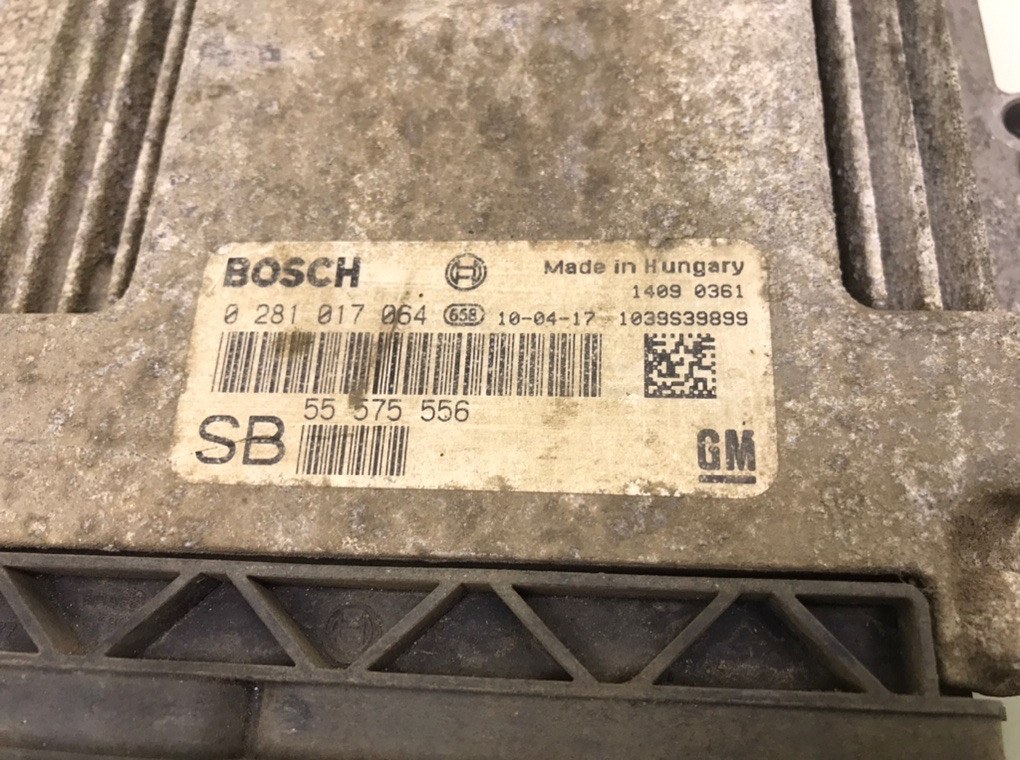 BOSCH Made in Hungary
1409 0361
0 281 017 064 658 10-04-17 1039S39899
55 575 556
SB GM